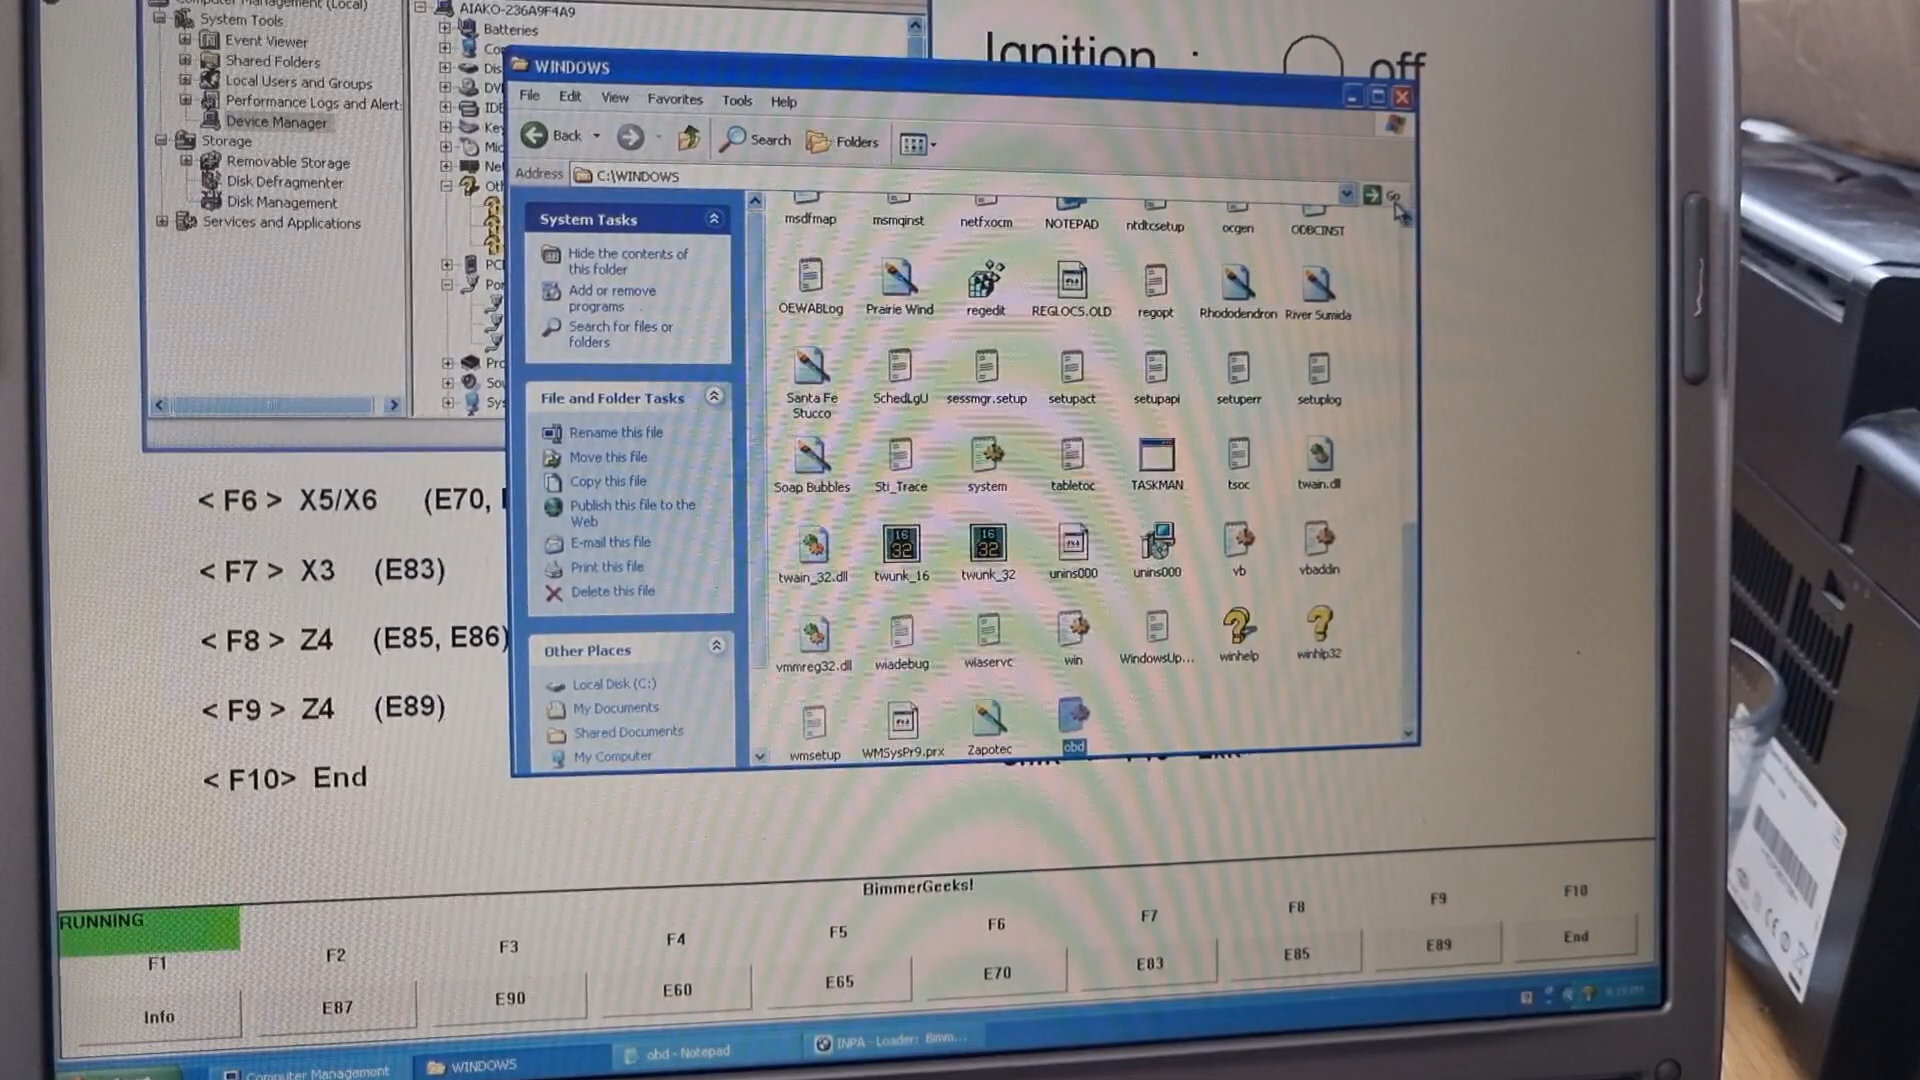 Computer Management (Local)
System Tools
Event Viewer
Shared Folders
Local Users and Groups
Performance Logs and Alert:
Device Manager
Storage
Removable Storage
Disk Defragmenter
Disk Management
Services and Applications
AIAKO-236A9F4A9
Batteries
Ignition : off
WINDOWS
File Edit View Favorites Tools Help
Back Search Folders
Address C:\WINDOWS Go
System Tasks
Hide the contents of
this folder
Add or remove
programs
Search for files or
folders
File and Folder Tasks
Rename this file
Move this file
Copy this file
Publish this file to the
Web
E-mail this file
Print this file
Delete this file
Other Places
Local Disk (C:)
My Documents
Shared Documents
My Computer
msdfmap msmqinst netfxocm NOTEPAD ntdtcsetup ocgen ODBCINST
OEWABLog Prairie Wind regedit REGLOCS.OLD regopt Rhododendron River Sumida
Santa Fe
Stucco SchedLgU sessmgr.setup setupact setupapi setuperr setuplog
Soap Bubbles Sti_Trace system tabletoc TASKMAN tsoc twain.dll
twain_32.dll twunk_16 twunk_32 unins000 unins000 vb vbaddin
vmmreg32.dll wiadebug wiaservc win WindowsUp... winhelp winhlp32
wmsetup WMSysPr9.prx Zapotec obd
< F6 > X5/X6 (E70,
< F7 > X3 (E83)
< F8 > Z4 (E85, E86)
< F9 > Z4 (E89)
< F10> End
BimmerGeeks!
RUNNING
F1 F2 F3 F4 F5 F6 F7 F8 F9 F10
Info E87 E90 E60 E65 E70 E83 E85 E89 End
Computer Management WINDOWS obd - Notepad INPA - Loader: Bimm...